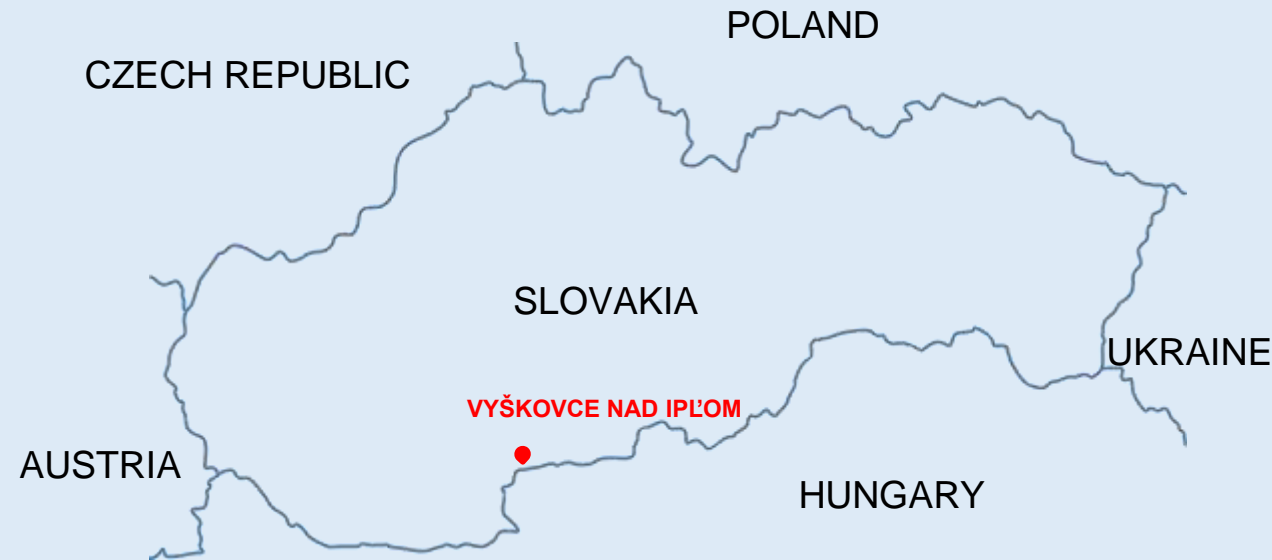 POLAND
CZECH REPUBLIC
SLOVAKIA
UKRAINE
VYŠKOVCE NAD IPĽOM
AUSTRIA
HUNGARY